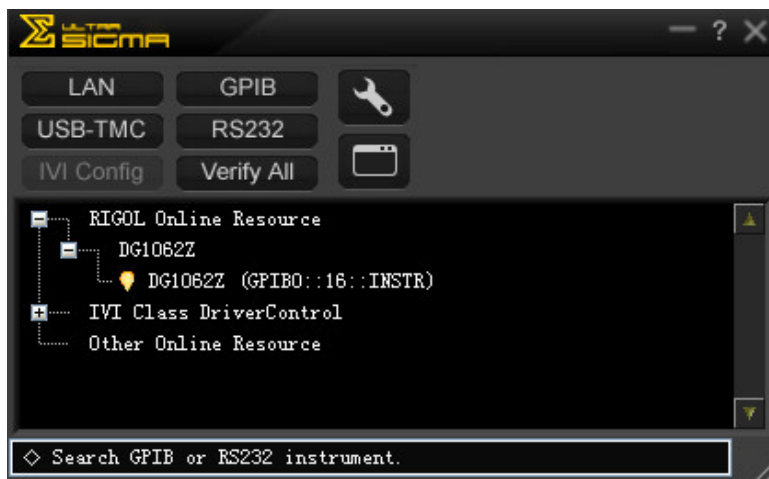 ULTRA
SIGMA
?
LAN GPIB
USB-TMC RS232
IVI Config Verify All
RIGOL Online Resource
DG1062Z
DG1062Z (GPIB0::16::INSTR)
IVI Class DriverControl
Other Online Resource
Search GPIB or RS232 instrument.